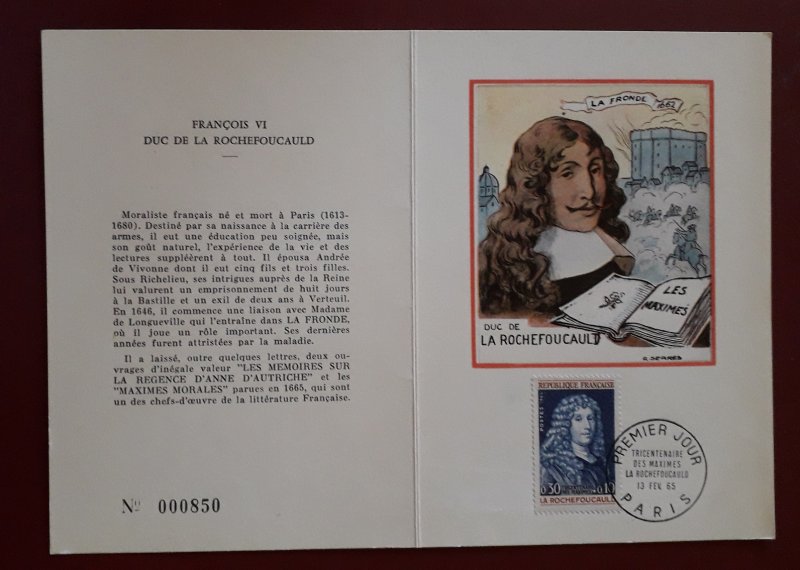 FRANÇOIS VI
DUC DE LA ROCHEFOUCAULD
Moraliste français né et mort à Paris (1613-
1680). Destiné par sa naissance à la carrière des
armes, il eut une éducation peu soignée, mais
son goût naturel, l'expérience de la vie et des
lectures suppléèrent à tout. Il épousa Andrée
de Vivonne dont il eut cinq fils et trois filles.
Sous Richelieu, ses intrigues auprès de la Reine
lui valurent un emprisonnement de huit jours
à la Bastille et un exil de deux ans à Verteuil.
En 1646, il commence une liaison avec Madame
de Longueville qui l'entraîne dans LA FRONDE,
où il joue un rôle important. Ses dernières
années furent attristées par la maladie.
Il a laissé, outre quelques lettres, deux ou-
vrages d'inégale valeur "LES MEMOIRES SUR
LA REGENCE D'ANNE D'AUTRICHE" et les
"MAXIMES MORALES" parues en 1665, qui sont
un des chefs-d'œuvre de la littérature Française.
No 000850
LA FRONDE 1662
LES
MAXIMES
DUC DE
LA ROCHEFOUCAULD
G. SERRES
REPUBLIQUE FRANÇAISE
POSTES 1965
0.30 +0.10
LA ROCHEFOUCAULD
PREMIER JOUR
TRICENTENAIRE
DES MAXIMES
LA ROCHEFOUCAULD
13 FEV. 65
PARIS